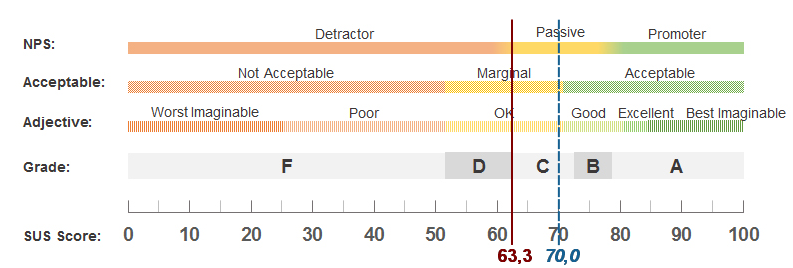 NPS: Detractor Passive Promoter
Acceptable: Not Acceptable Marginal Acceptable
Adjective: Worst Imaginable Poor OK Good Excellent Best Imaginable
Grade: F D C B A
SUS Score: 0 10 20 30 40 50 60 70 80 90 100
63,3 70,0